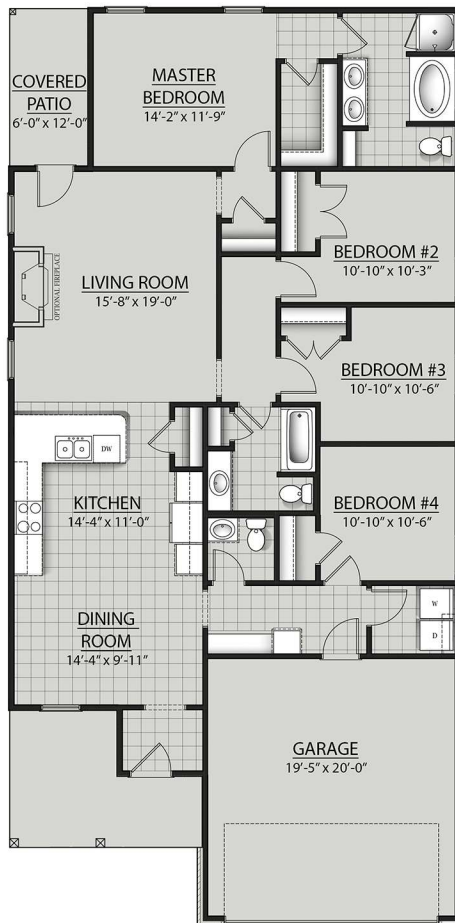 COVERED
PATIO
6'-0" x 12'-0"
MASTER
BEDROOM
14'-2" x 11'-9"
LIVING ROOM
15'-8" x 19'-0"
OPTIONAL FIREPLACE
BEDROOM #2
10'-10" x 10'-3"
BEDROOM #3
10'-10" x 10'-6"
DW
KITCHEN
14'-4" x 11'-0"
BEDROOM #4
10'-10" x 10'-6"
W
D
DINING
ROOM
14'-4" x 9'-11"
GARAGE
19'-5" x 20'-0"